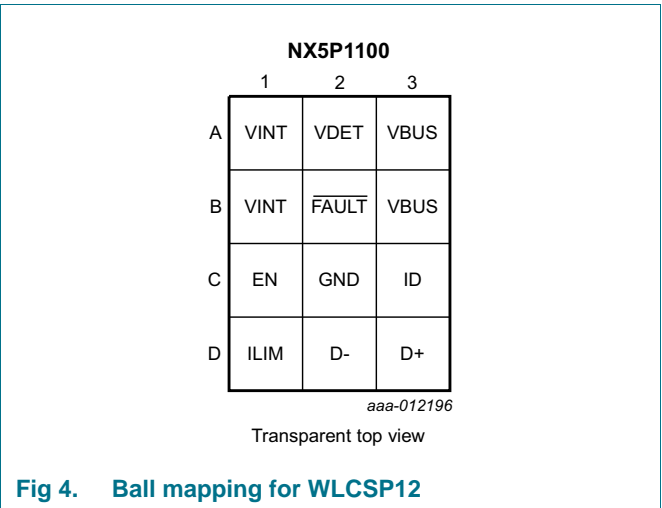 NX5P1100
1 2 3
A VINT VDET VBUS
B VINT FAULT VBUS
C EN GND ID
D ILIM D- D+
aaa-012196
Transparent top view
Fig 4. Ball mapping for WLCSP12